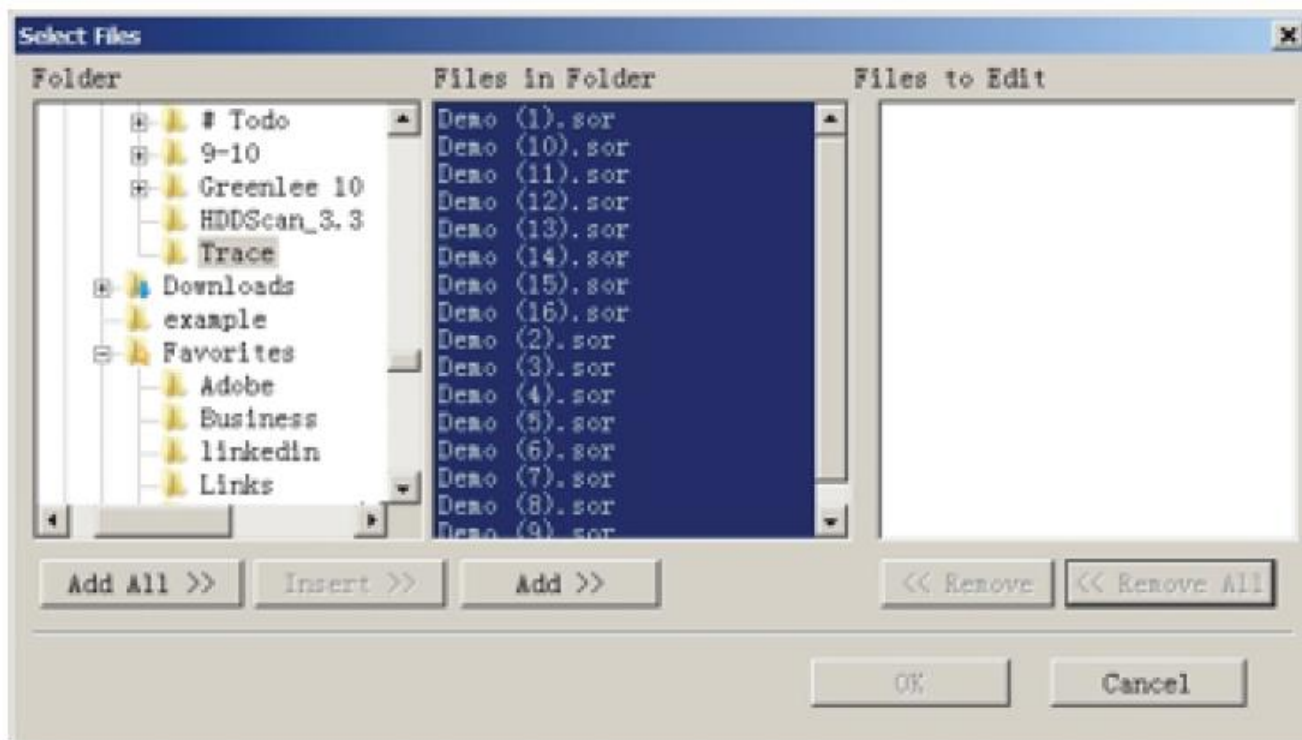 Select Files
Folder
Files in Folder
Files to Edit
# Todo
9-10
Greenlee 10
HDDScan_3.3
Trace
Downloads
example
Favorites
Adobe
Business
linkedin
Links
Demo (1).sor
Demo (10).sor
Demo (11).sor
Demo (12).sor
Demo (13).sor
Demo (14).sor
Demo (15).sor
Demo (16).sor
Demo (2).sor
Demo (3).sor
Demo (4).sor
Demo (5).sor
Demo (6).sor
Demo (7).sor
Demo (8).sor
Demo (9).sor
Add All >>
Insert >>
Add >>
<< Remove
<< Remove All
OK
Cancel